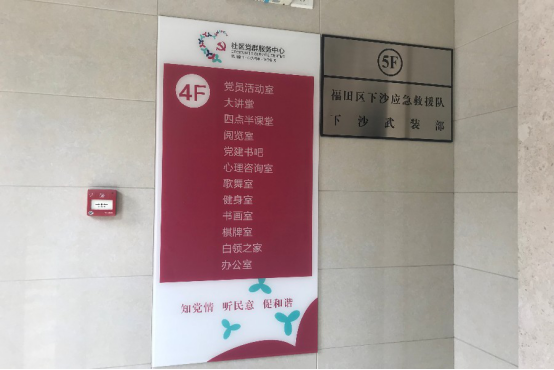 社区党群服务中心
4F
党员活动室
大讲堂
四点半课堂
阅览室
党建书吧
心理咨询室
歌舞室
健身室
书画室
棋牌室
白领之家
办公室
知党情 听民意 促和谐
5F
福田区下沙应急救援队
下沙武装部